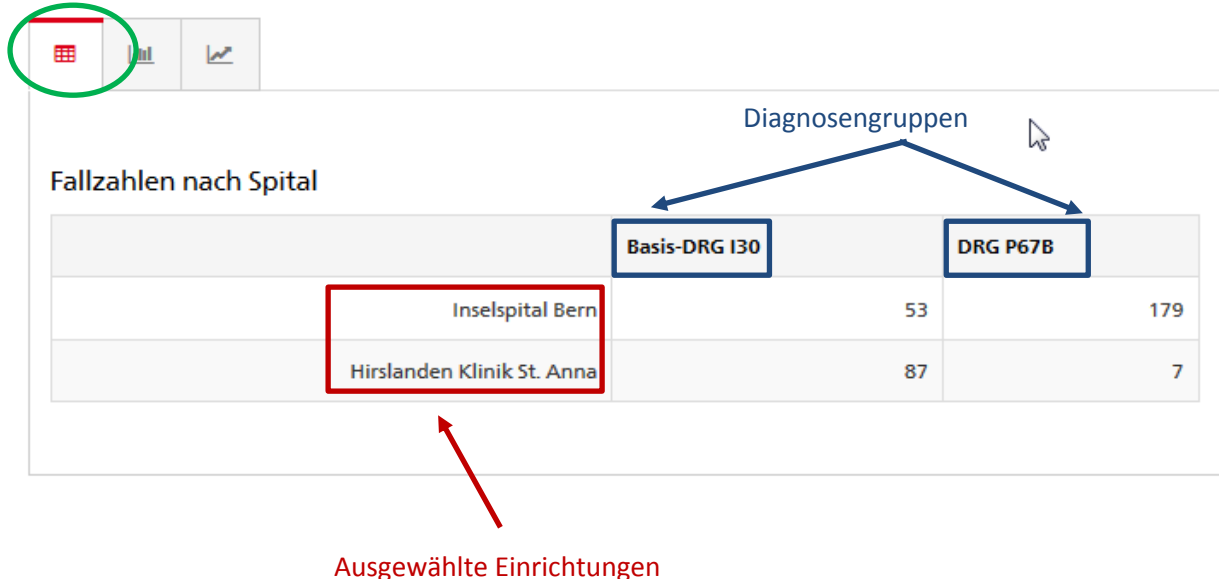 Diagnosengruppen
Fallzahlen nach Spital
Basis-DRG I30 DRG P67B
Inselspital Bern 53 179
Hirslanden Klinik St. Anna 87 7
Ausgewählte Einrichtungen